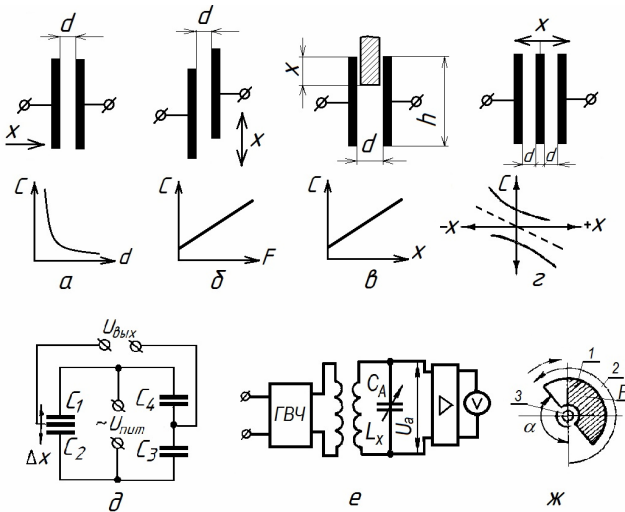 d d x
x x x d h d d
C C C C
d F x -x +x
а б в г
Uвых
C1 C4 ~Uпит C2 C3 Δx
ГВЧ CA Lx Ua V
1 2 3 F α
д е ж